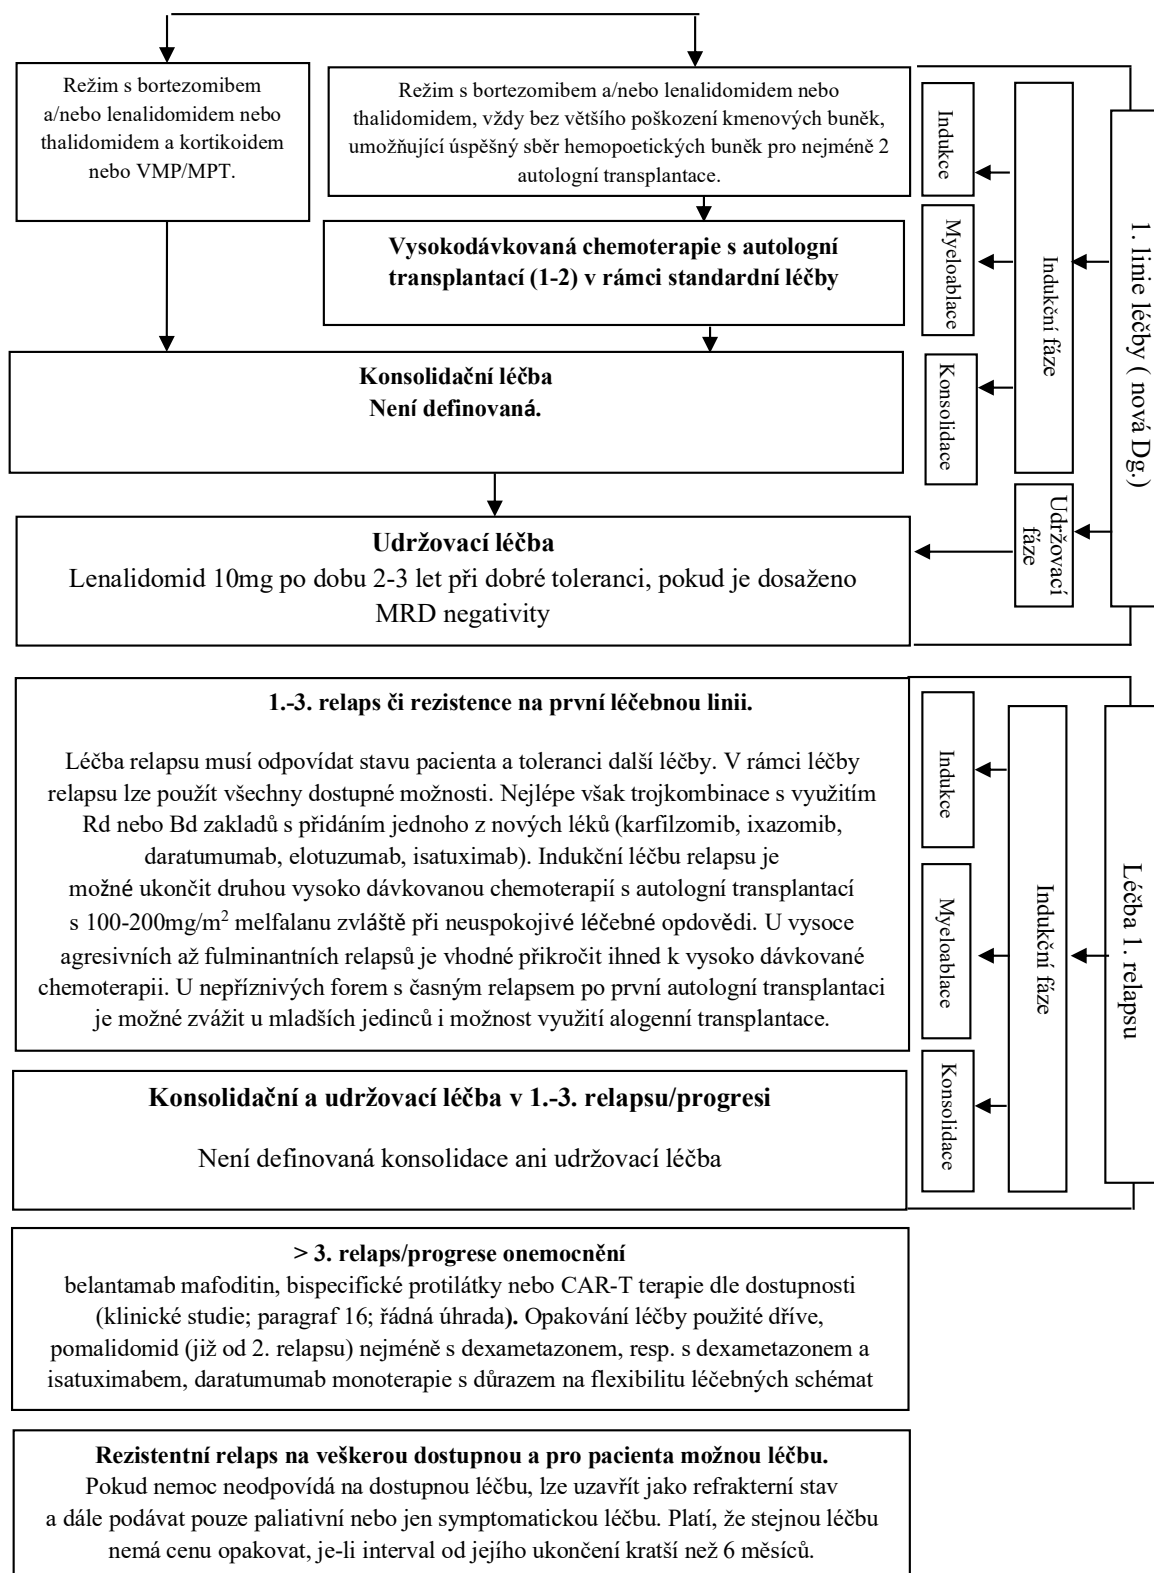 Režim s bortezomibem
a/nebo lenalidomidem nebo
thalidomidem a kortikoidem
nebo VMP/MPT.
Režim s bortezomibem a/nebo lenalidomidem nebo
thalidomidem, vždy bez většího poškození kmenových buněk,
umožňující úspěšný sběr hemopoetických buněk pro nejméně 2
autologní transplantace.
Vysokodávkovaná chemoterapie s autologní
transplantací (1-2) v rámci standardní léčby
Konsolidační léčba
Není definovaná.
Udržovací léčba
Lenalidomid 10mg po dobu 2-3 let při dobré toleranci, pokud je dosaženo
MRD negativity
Indukce
Myeloablace
Konsolidace
Indukční fáze
Udržovací
fáze
1. linie léčby ( nová Dg.)
1.-3. relaps či rezistence na první léčebnou linii.
Léčba relapsu musí odpovídat stavu pacienta a toleranci další léčby. V rámci léčby
relapsu lze použít všechny dostupné možnosti. Nejlépe však trojkombinace s využitím
Rd nebo Bd zakladů s přidáním jednoho z nových léků (karfilzomib, ixazomib,
daratumumab, elotuzumab, isatuximab). Indukční léčbu relapsu je
možné ukončit druhou vysoko dávkovanou chemoterapií s autologní transplantací
s 100-200mg/m² melfalanu zvláště při neuspokojivé léčebné opdovědi. U vysoce
agresivních až fulminantních relapsů je vhodné přikročit ihned k vysoko dávkované
chemoterapii. U nepříznivých forem s časným relapsem po první autologní transplantaci
je možné zvážit u mladších jedinců i možnost využití alogenní transplantace.
Konsolidační a udržovací léčba v 1.-3. relapsu/progresi
Není definovaná konsolidace ani udržovací léčba
Indukce
Myeloablace
Konsolidace
Indukční fáze
Léčba 1. relapsu
> 3. relaps/progrese onemocnění
belantamab mafoditin, bispecifické protilátky nebo CAR-T terapie dle dostupnosti
(klinické studie; paragraf 16; řádná úhrada). Opakování léčby použité dříve,
pomalidomid (již od 2. relapsu) nejméně s dexametazonem, resp. s dexametazonem a
isatuximabem, daratumumab monoterapie s důrazem na flexibilitu léčebných schémat
Rezistentní relaps na veškerou dostupnou a pro pacienta možnou léčbu.
Pokud nemoc neodpovídá na dostupnou léčbu, lze uzavřít jako refrakterní stav
a dále podávat pouze paliativní nebo jen symptomatickou léčbu. Platí, že stejnou léčbu
nemá cenu opakovat, je-li interval od jejího ukončení kratší než 6 měsíců.